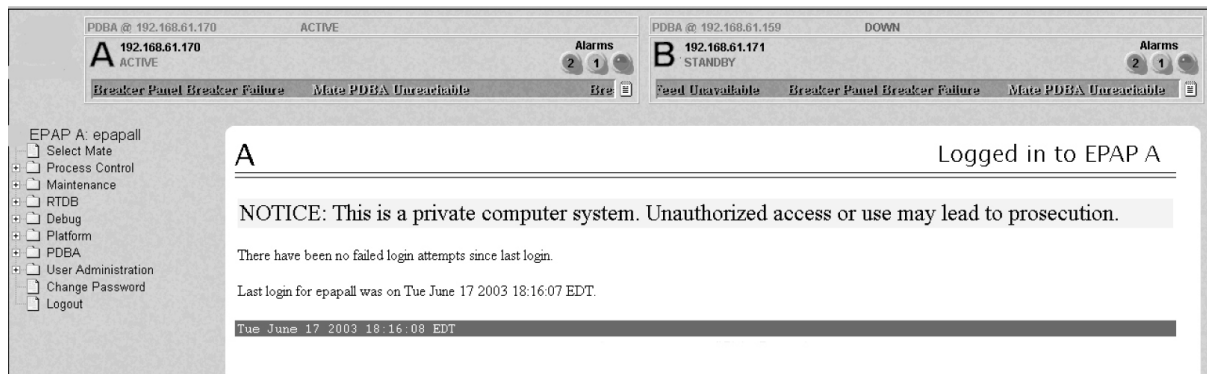 PDBA @ 192.168.61.170 ACTIVE
A 192.168.61.170 Alarms
ACTIVE 2 1
Breaker Panel Breaker Failure Mate PDBA Unreachable Bre
PDBA @ 192.168.61.159 DOWN
B 192.168.61.171 Alarms
STANDBY 2 1
Feed Unavailable Breaker Panel Breaker Failure Mate PDBA Unreachable
EPAP A: epapall
Select Mate
Process Control
Maintenance
RTDB
Debug
Platform
PDBA
User Administration
Change Password
Logout
A Logged in to EPAP A
NOTICE: This is a private computer system. Unauthorized access or use may lead to prosecution.
There have been no failed login attempts since last login.
Last login for epapall was on Tue June 17 2003 18:16:07 EDT.
Tue June 17 2003 18:16:08 EDT